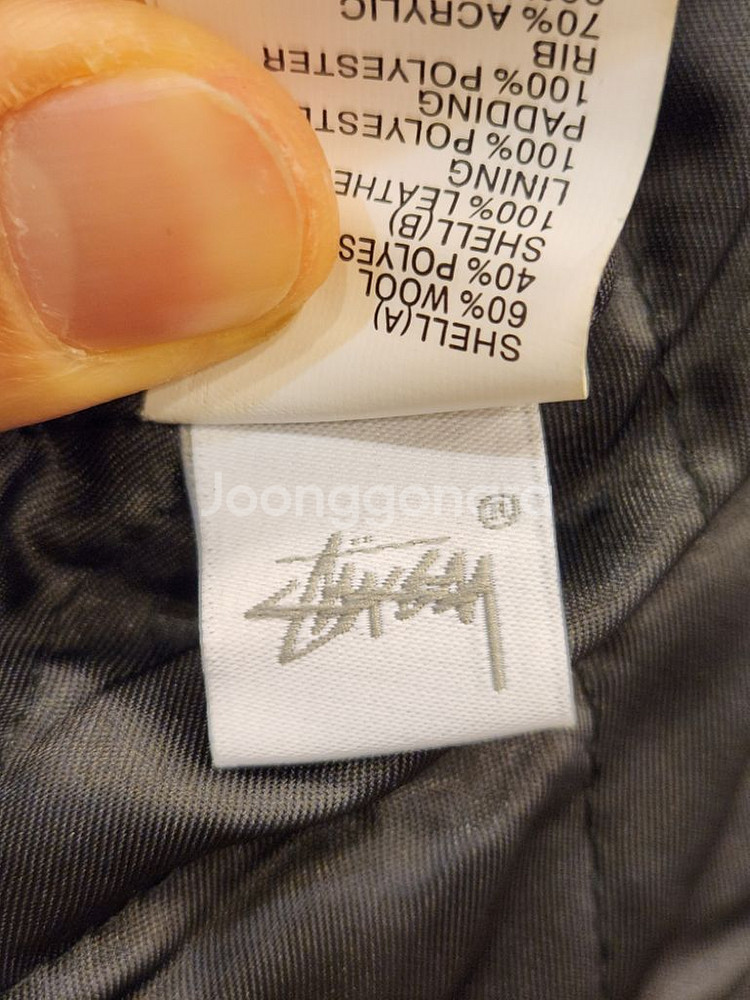 SHELL(A)
60% WOOL
40% POLYES
SHELL(B)
100% LEATHE
LINING
100% POLYESTE
PADDING
100% POLYESTER
RIB
70% ACRYLIC
Joonggonara
Stüssy ®